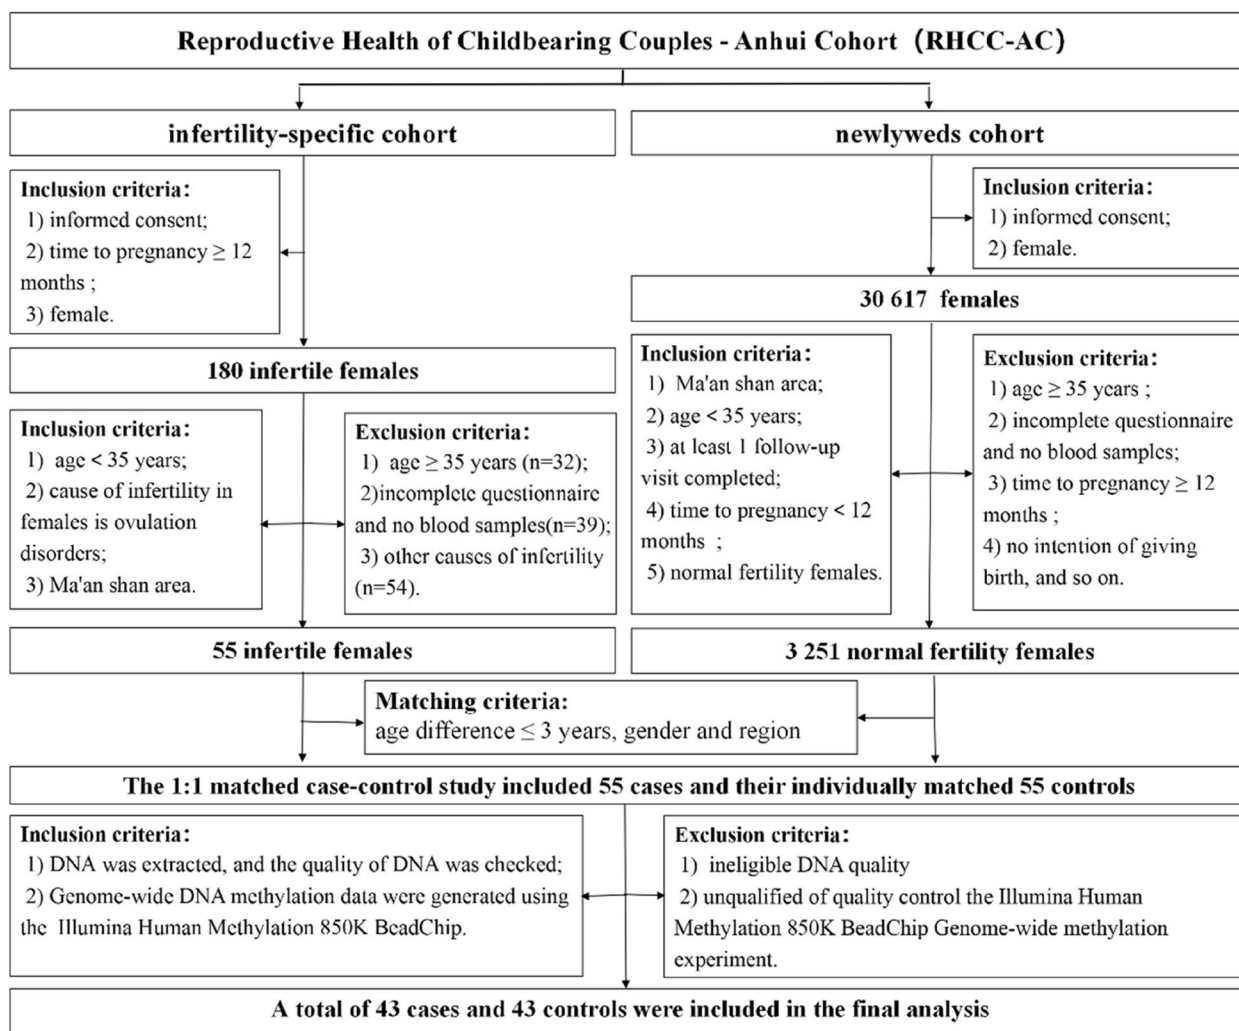 Reproductive Health of Childbearing Couples - Anhui Cohort（RHCC-AC）
infertility-specific cohort
newlyweds cohort
Inclusion criteria:
1) informed consent;
2) time to pregnancy ≥ 12
months ;
3) female.
Inclusion criteria:
1) informed consent;
2) female.
30 617 females
180 infertile females
Inclusion criteria:
1) age < 35 years;
2) cause of infertility in
females is ovulation
disorders;
3) Ma'an shan area.
Exclusion criteria:
1) age ≥ 35 years (n=32);
2)incomplete questionnaire
and no blood samples(n=39);
3) other causes of infertility
(n=54).
Inclusion criteria:
1) Ma'an shan area;
2) age < 35 years;
3) at least 1 follow-up
visit completed;
4) time to pregnancy < 12
months ;
5) normal fertility females.
Exclusion criteria:
1) age ≥ 35 years ;
2) incomplete questionnaire
and no blood samples;
3) time to pregnancy ≥ 12
months ;
4) no intention of giving
birth, and so on.
55 infertile females
3 251 normal fertility females
Matching criteria:
age difference ≤ 3 years, gender and region
The 1:1 matched case-control study included 55 cases and their individually matched 55 controls
Inclusion criteria:
1) DNA was extracted, and the quality of DNA was checked;
2) Genome-wide DNA methylation data were generated using
the Illumina Human Methylation 850K BeadChip.
Exclusion criteria:
1) ineligible DNA quality
2) unqualified of quality control the Illumina Human
Methylation 850K BeadChip Genome-wide methylation
experiment.
A total of 43 cases and 43 controls were included in the final analysis